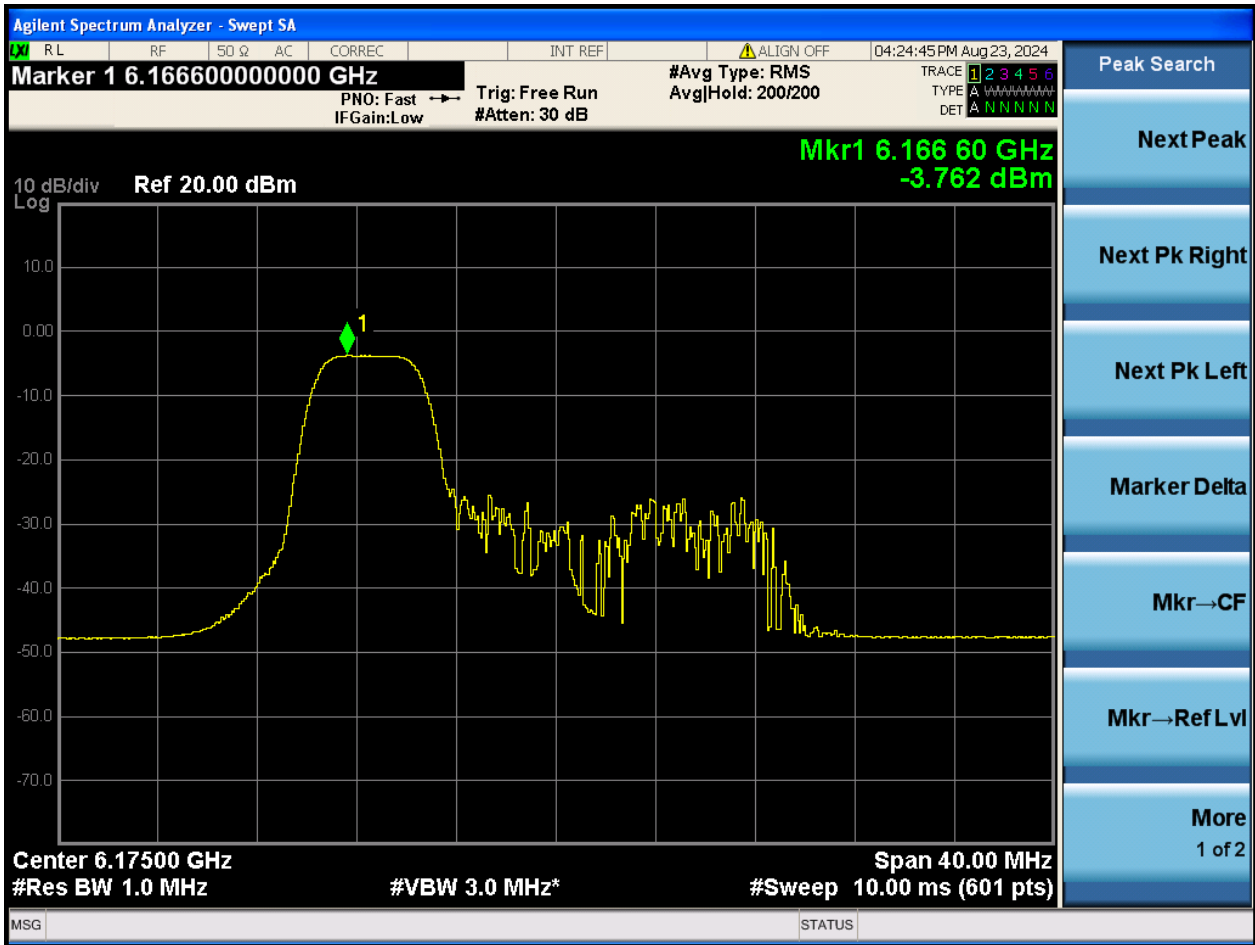 Agilent Spectrum Analyzer - Swept SA
LXI RL RF 50 Ω AC CORREC INT REF ALIGN OFF 04:24:45 PM Aug 23, 2024
Marker 1 6.166600000000 GHz
PNO: Fast
IFGain:Low
Trig: Free Run
#Atten: 30 dB
#Avg Type: RMS
Avg|Hold: 200/200
TRACE 1 2 3 4 5 6
TYPE A WWWWW
DET A N N N N N
Mkr1 6.166 60 GHz
-3.762 dBm
10 dB/div Ref 20.00 dBm
Log
10.0
0.00
-10.0
-20.0
-30.0
-40.0
-50.0
-60.0
-70.0
1
Center 6.17500 GHz Span 40.00 MHz
#Res BW 1.0 MHz #VBW 3.0 MHz* #Sweep 10.00 ms (601 pts)
MSG STATUS
Peak Search
Next Peak
Next Pk Right
Next Pk Left
Marker Delta
Mkr→CF
Mkr→Ref Lvl
More
1 of 2